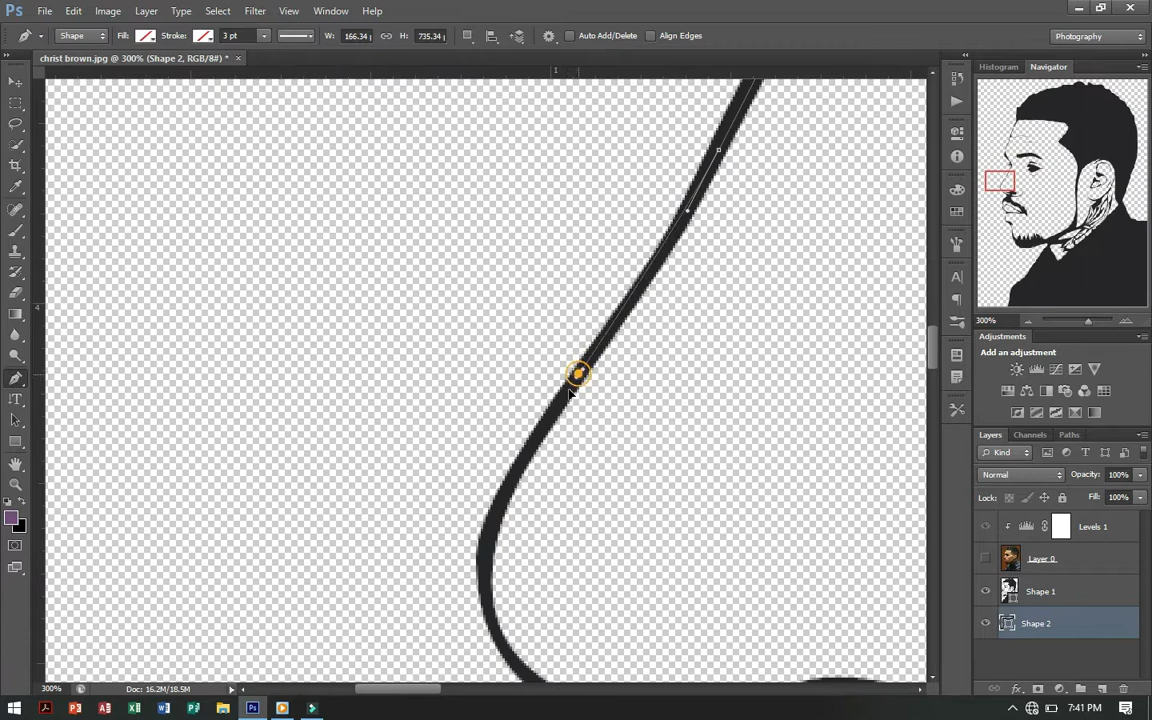 Ps File Edit Image Layer Type Select Filter View Window Help
Shape Fill: Stroke: 3 pt W: 166.34 H: 735.34 Auto Add/Delete Align Edges Photography
christ brown.jpg @ 300% (Shape 2, RGB/8#) * ×
1
4
Histogram Navigator
300%
Adjustments
Add an adjustment
Layers Channels Paths
Kind
Normal Opacity: 100%
Lock: Fill: 100%
Levels 1
Layer 0
Shape 1
Shape 2
300% Doc: 16.2M/18.5M
7:41 PM